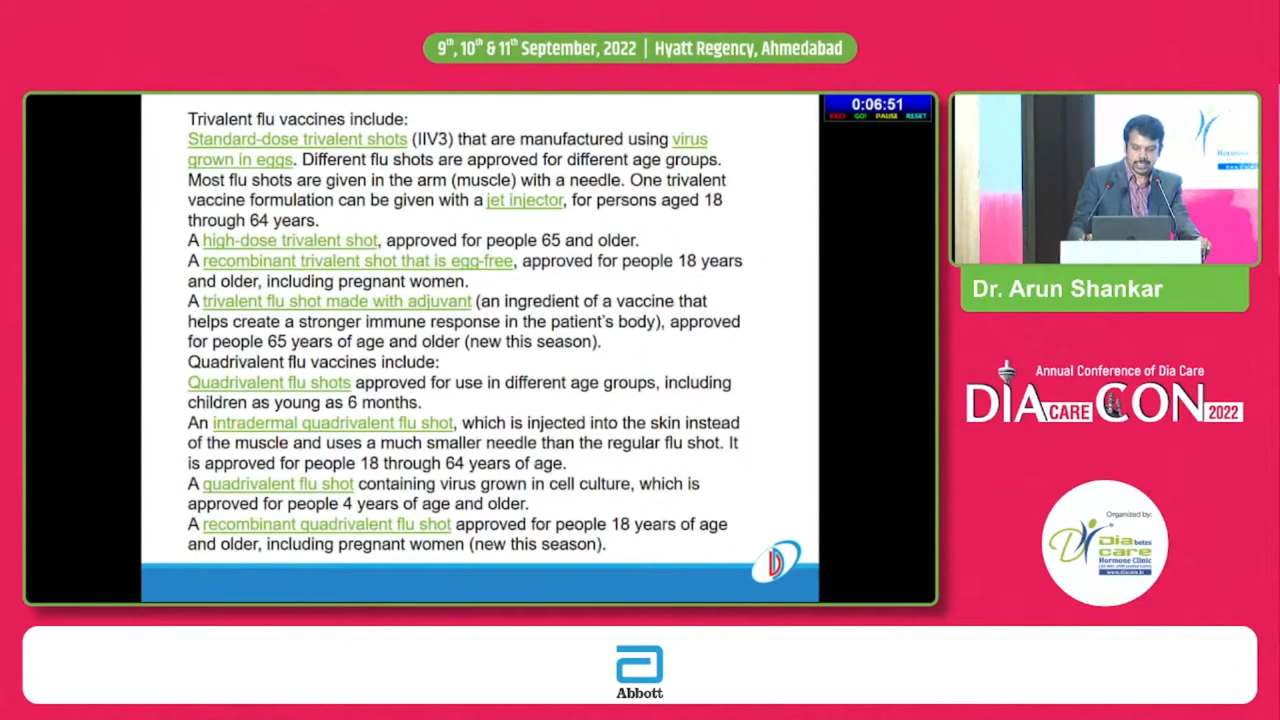 9th, 10th & 11th September, 2022 | Hyatt Regency, Ahmedabad
Trivalent flu vaccines include:
Standard-dose trivalent shots (IIV3) that are manufactured using virus
grown in eggs. Different flu shots are approved for different age groups.
Most flu shots are given in the arm (muscle) with a needle. One trivalent
vaccine formulation can be given with a jet injector, for persons aged 18
through 64 years.
A high-dose trivalent shot, approved for people 65 and older.
A recombinant trivalent shot that is egg-free, approved for people 18 years
and older, including pregnant women.
A trivalent flu shot made with adjuvant (an ingredient of a vaccine that
helps create a stronger immune response in the patient's body), approved
for people 65 years of age and older (new this season).
Quadrivalent flu vaccines include:
Quadrivalent flu shots approved for use in different age groups, including
children as young as 6 months.
An intradermal quadrivalent flu shot, which is injected into the skin instead
of the muscle and uses a much smaller needle than the regular flu shot. It
is approved for people 18 through 64 years of age.
A quadrivalent flu shot containing virus grown in cell culture, which is
approved for people 4 years of age and older.
A recombinant quadrivalent flu shot approved for people 18 years of age
and older, including pregnant women (new this season).
0:06:51
EXIT GO! PAUSE RESET
Dr. Arun Shankar
Annual Conference of Dia Care
DIA CARE CON 2022
Organized by:
Diabetes
care
Hormone Clinic
Abbott